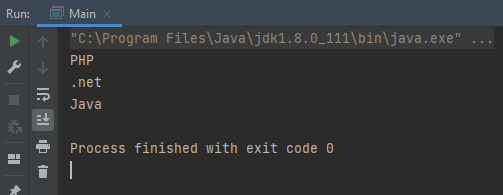 Run: Main
"C:\Program Files\Java\jdk1.8.0_111\bin\java.exe" ...
PHP
.net
Java
Process finished with exit code 0